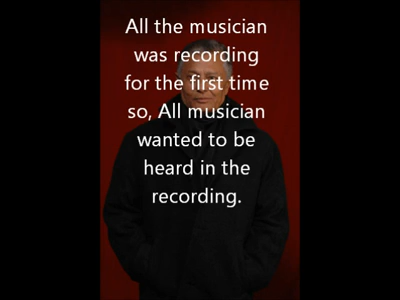 All the musician
was recording
for the first time
so, All musician
wanted to be
heard in the
recording.